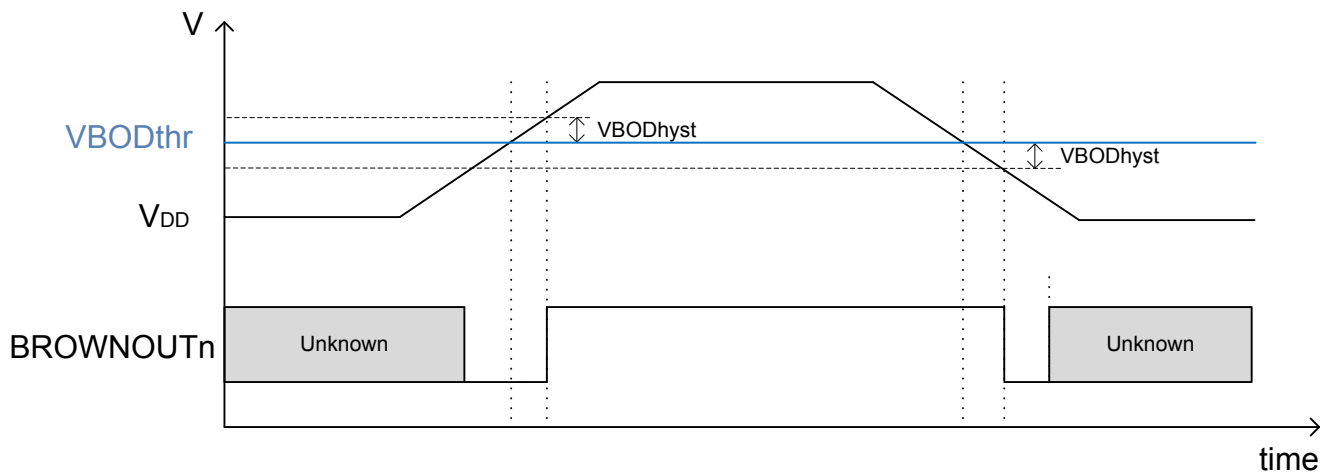 V
VBODhyst
VBODthr
VBODhyst
VDD
BROWNOUTn
Unknown
Unknown
time